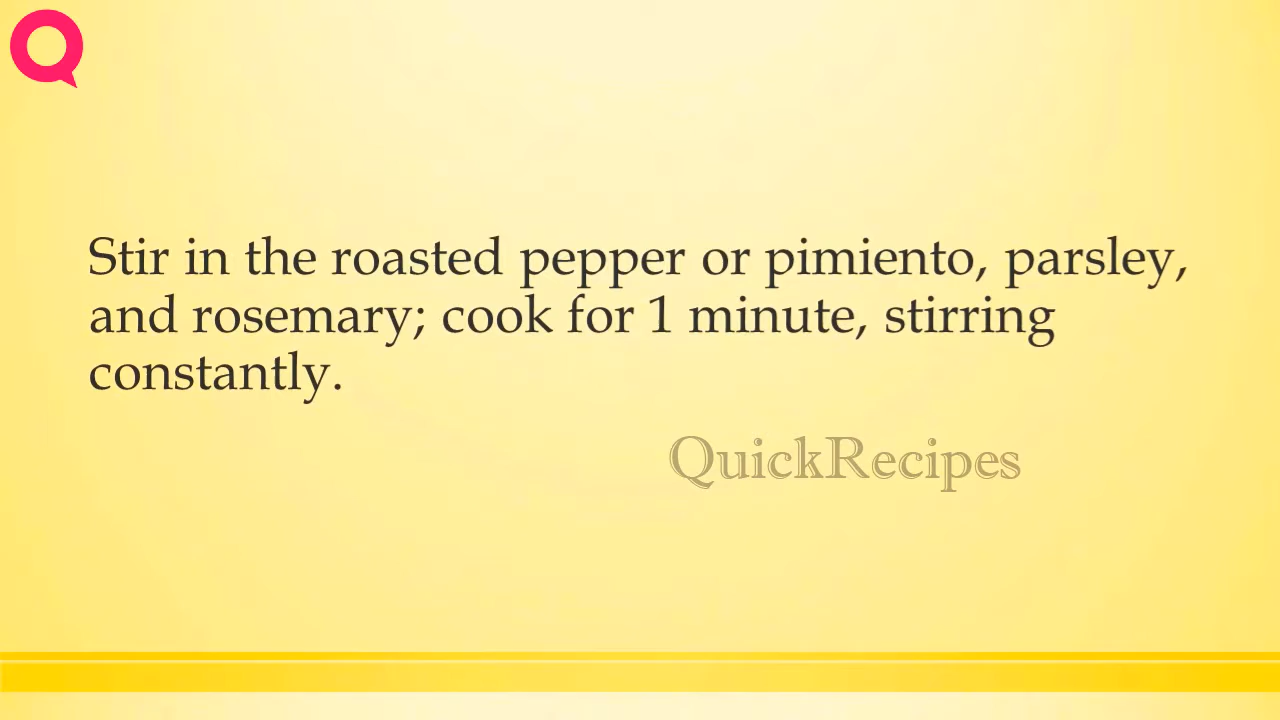 Stir in the roasted pepper or pimiento, parsley,
and rosemary; cook for 1 minute, stirring
constantly.
QuickRecipes